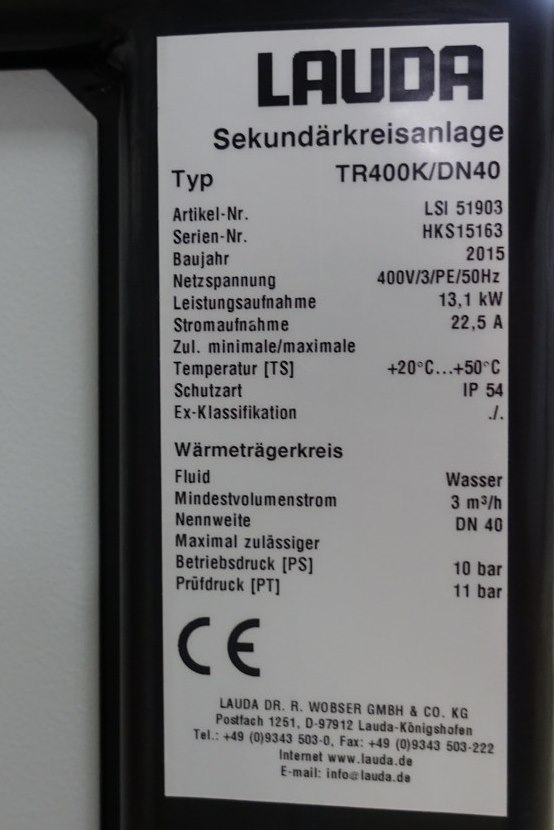 LAUDA
Sekundärkreisanlage
Typ TR400K/DN40
Artikel-Nr. LSI 51903
Serien-Nr. HKS15163
Baujahr 2015
Netzspannung 400V/3/PE/50Hz
Leistungsaufnahme 13,1 kW
Stromaufnahme 22,5 A
Zul. minimale/maximale
Temperatur [TS] +20°C...+50°C
Schutzart IP 54
Ex-Klassifikation ./.
Wärmeträgerkreis
Fluid Wasser
Mindestvolumenstrom 3 m³/h
Nennweite DN 40
Maximal zulässiger
Betriebsdruck [PS] 10 bar
Prüfdruck [PT] 11 bar
CE
LAUDA DR. R. WOBSER GMBH & CO. KG
Postfach 1251, D-97912 Lauda-Königshofen
Tel.: +49 (0)9343 503-0, Fax: +49 (0)9343 503-222
Internet www.lauda.de
E-mail: info@lauda.de